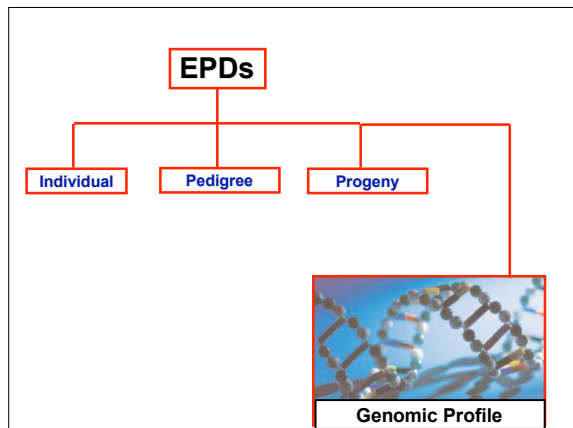 EPDs
Individual
Pedigree
Progeny
Genomic Profile